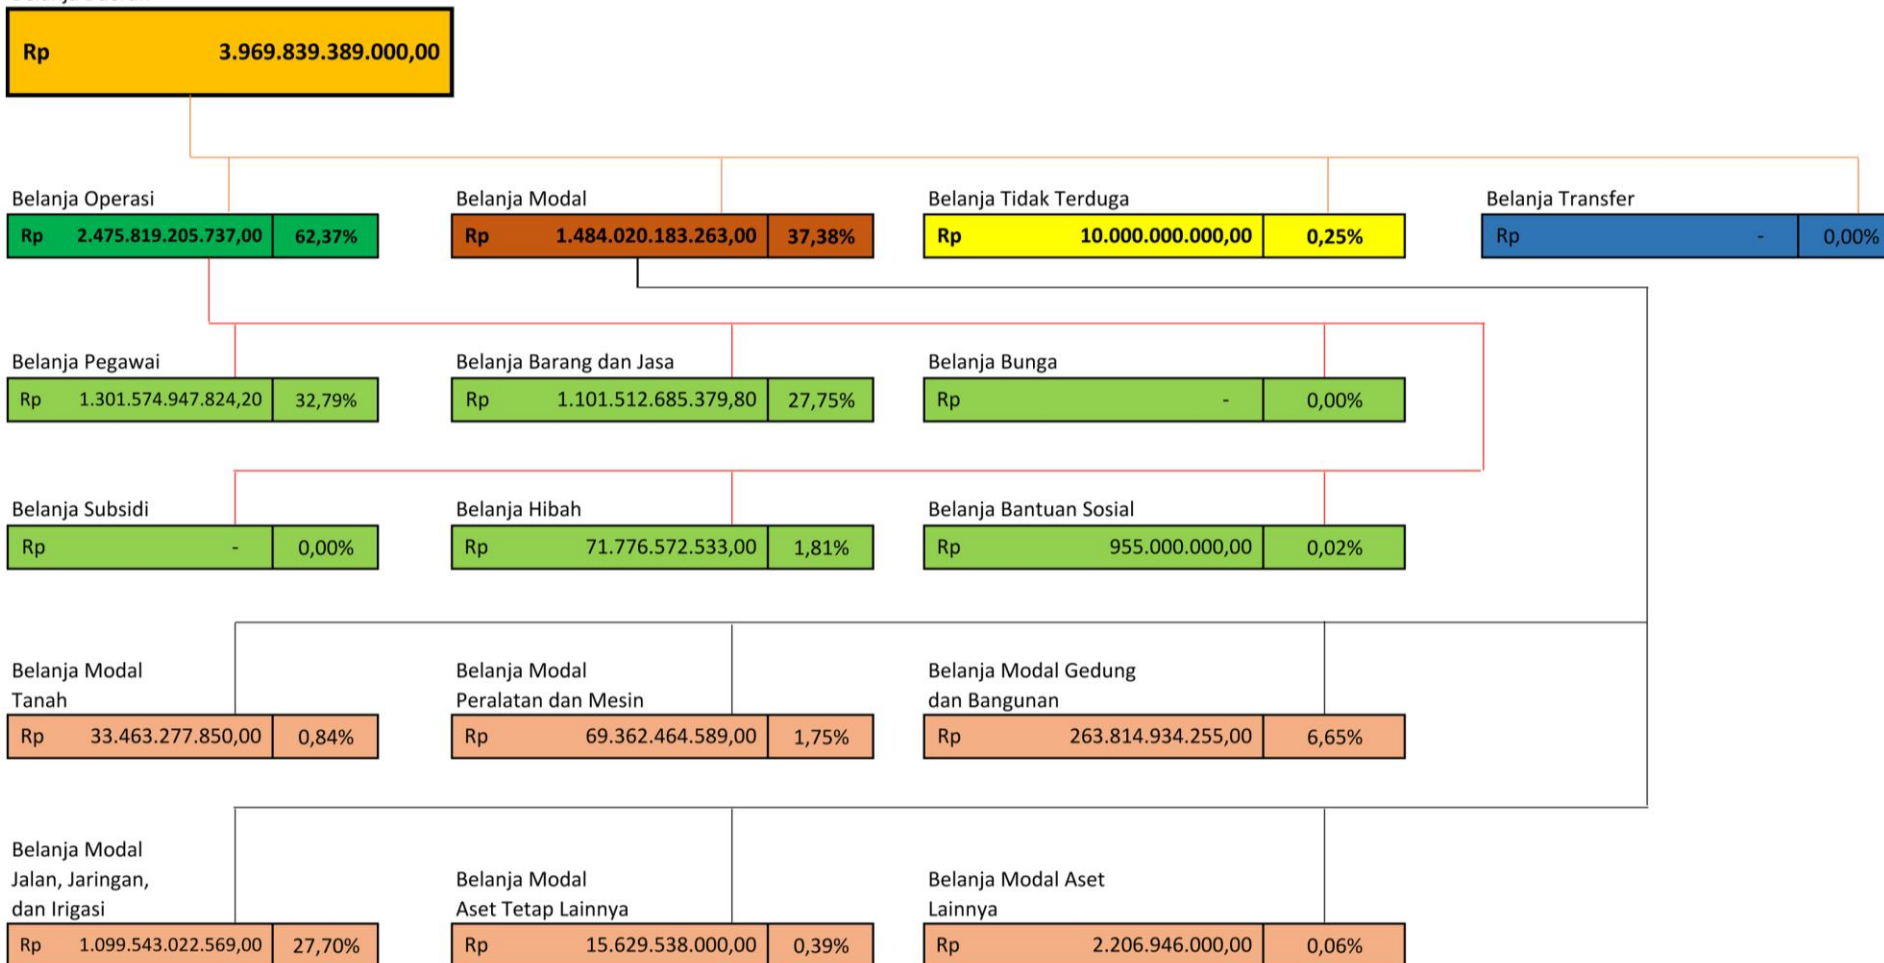 Rp 3.969.839.389.000,00
Belanja Operasi
Rp 2.475.819.205.737,00 62,37%
Belanja Modal
Rp 1.484.020.183.263,00 37,38%
Belanja Tidak Terduga
Rp 10.000.000.000,00 0,25%
Belanja Transfer
Rp - 0,00%
Belanja Pegawai
Rp 1.301.574.947.824,20 32,79%
Belanja Barang dan Jasa
Rp 1.101.512.685.379,80 27,75%
Belanja Bunga
Rp - 0,00%
Belanja Subsidi
Rp - 0,00%
Belanja Hibah
Rp 71.776.572.533,00 1,81%
Belanja Bantuan Sosial
Rp 955.000.000,00 0,02%
Belanja Modal
Tanah
Rp 33.463.277.850,00 0,84%
Belanja Modal
Peralatan dan Mesin
Rp 69.362.464.589,00 1,75%
Belanja Modal Gedung
dan Bangunan
Rp 263.814.934.255,00 6,65%
Belanja Modal
Jalan, Jaringan,
dan Irigasi
Rp 1.099.543.022.569,00 27,70%
Belanja Modal
Aset Tetap Lainnya
Rp 15.629.538.000,00 0,39%
Belanja Modal Aset
Lainnya
Rp 2.206.946.000,00 0,06%